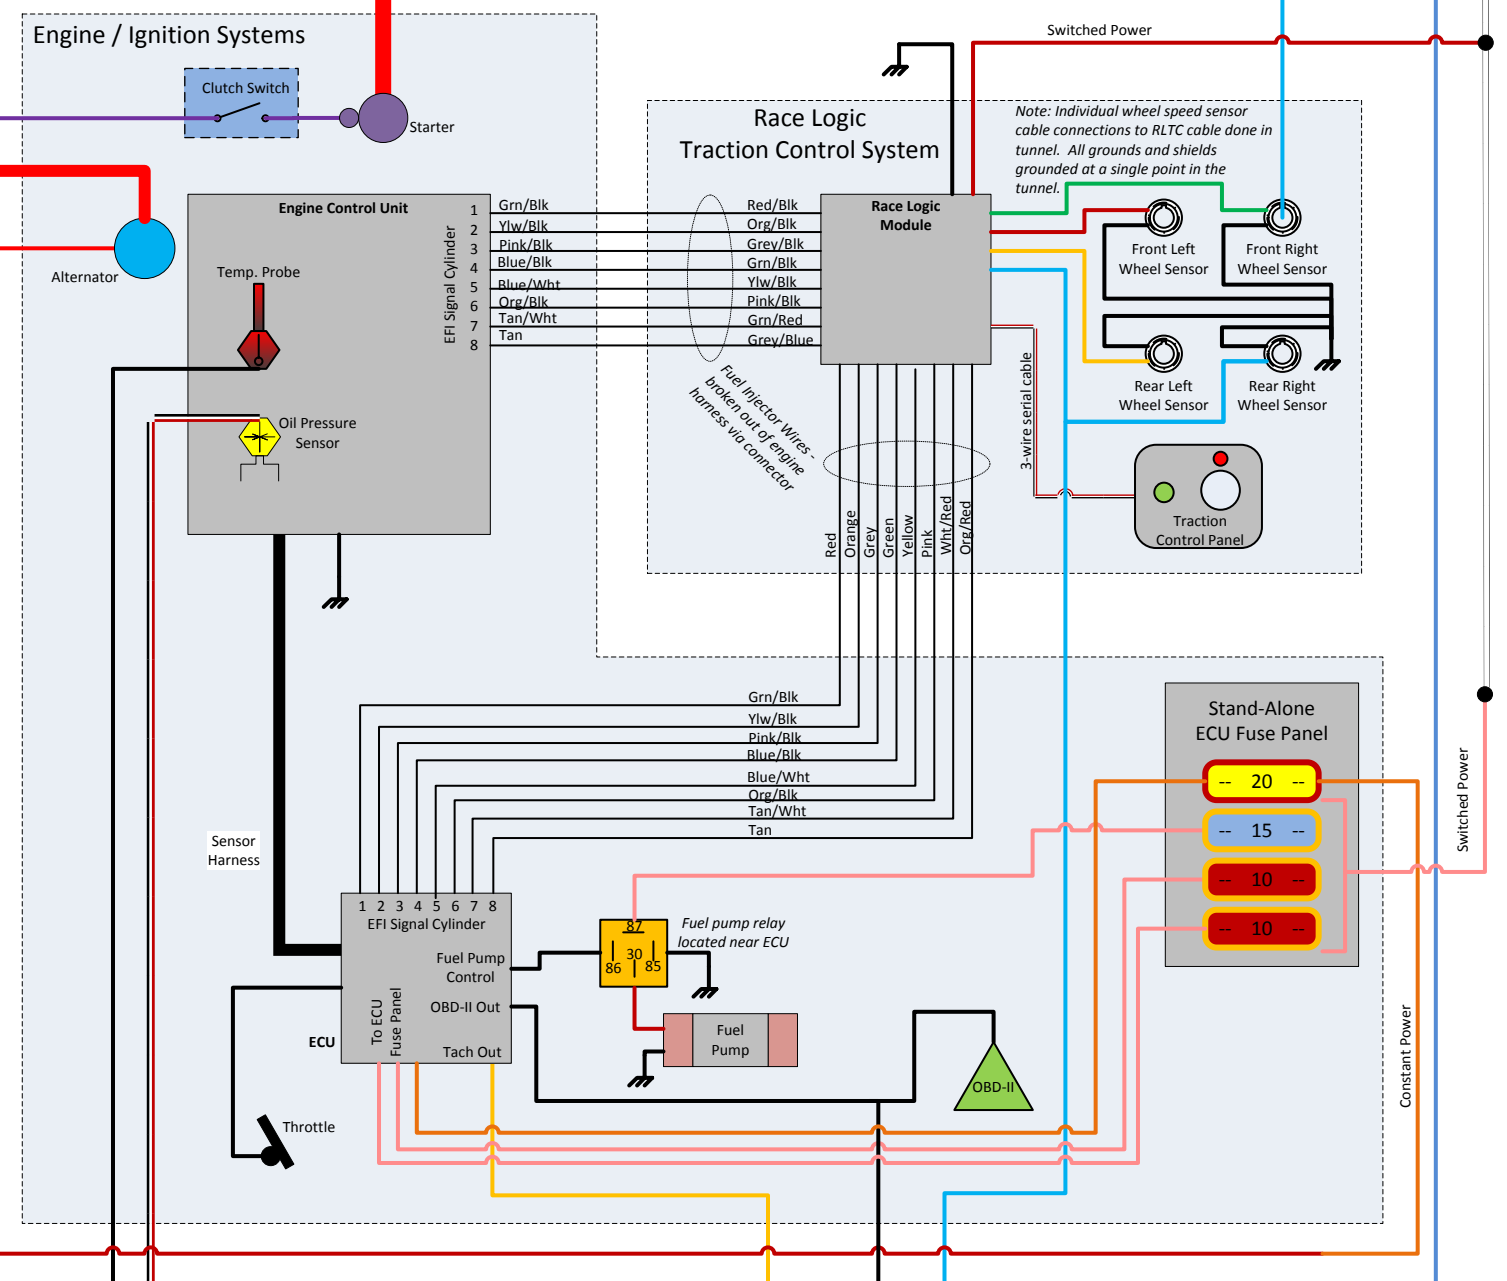 Engine / Ignition Systems
Clutch Switch
Starter
Alternator
Switched Power
Race Logic
Traction Control System
Note: Individual wheel speed sensor
cable connections to RLTC cable done in
tunnel. All grounds and shields
grounded at a single point in the
tunnel.
Engine Control Unit
Temp. Probe
Oil Pressure
Sensor
EFI Signal Cylinder
1
2
3
4
5
6
7
8
Grn/Blk
Ylw/Blk
Pink/Blk
Blue/Blk
Blue/Wht
Org/Blk
Tan/Wht
Tan
Red/Blk
Org/Blk
Grey/Blk
Grn/Blk
Ylw/Blk
Pink/Blk
Grn/Red
Grey/Blue
Race Logic
Module
Front Left
Wheel Sensor
Front Right
Wheel Sensor
Rear Left
Wheel Sensor
Rear Right
Wheel Sensor
3-wire serial cable
Traction
Control Panel
Fuel Injector Wires -
broken out of engine
harness via connector
Red
Orange
Grey
Green
Yellow
Pink
Wht/Red
Org/Red
Grn/Blk
Ylw/Blk
Pink/Blk
Blue/Blk
Blue/Wht
Org/Blk
Tan/Wht
Tan
Stand-Alone
ECU Fuse Panel
-- 20 --
-- 15 --
-- 10 --
-- 10 --
Switched Power
Constant Power
Sensor
Harness
1 2 3 4 5 6 7 8
EFI Signal Cylinder
Fuel Pump
Control
OBD-II Out
To ECU
Fuse Panel
Tach Out
ECU
87
30
86
85
Fuel pump relay
located near ECU
Fuel
Pump
OBD-II
Throttle